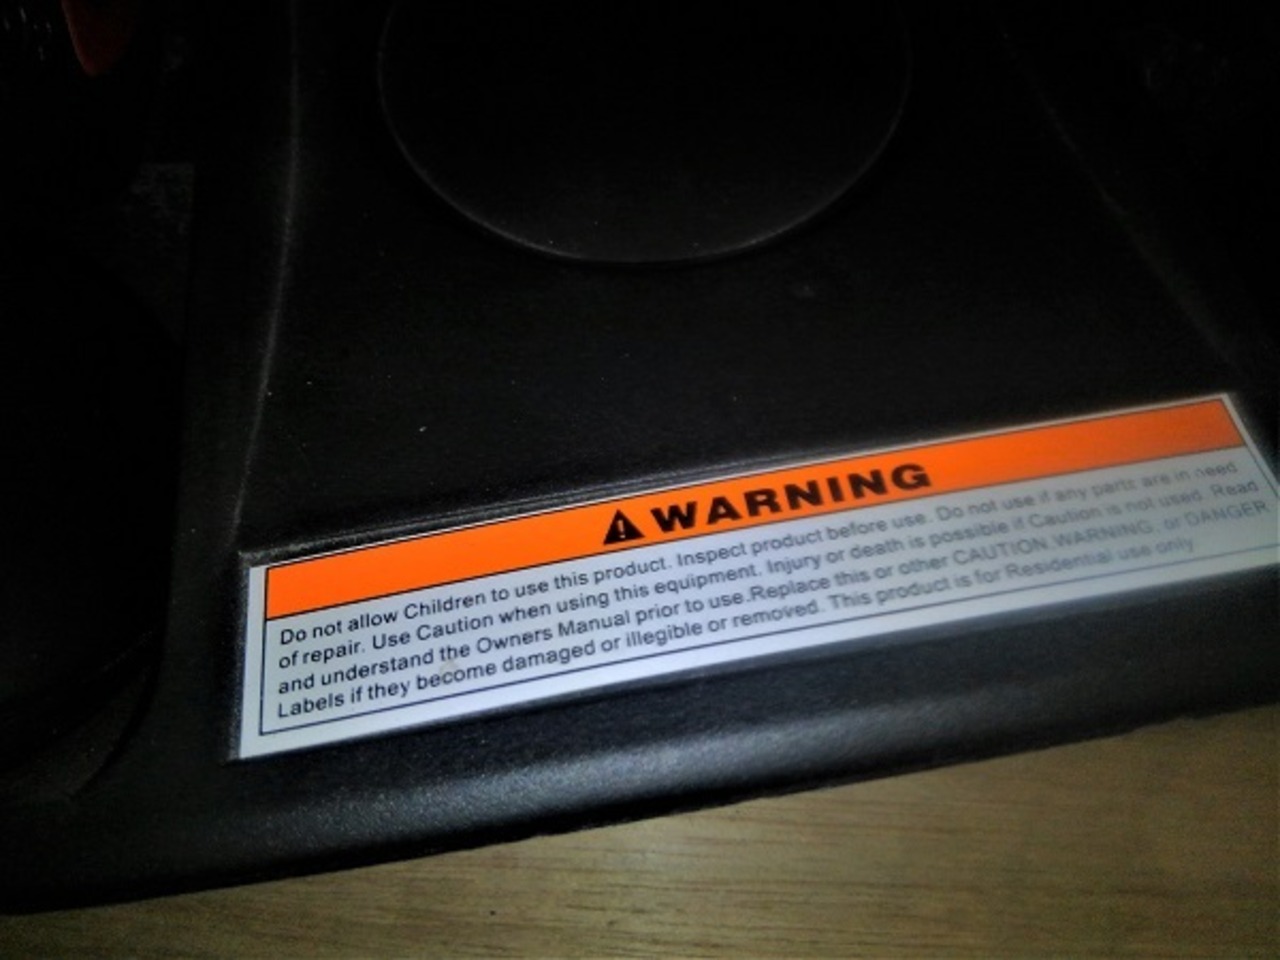 WARNING
Do not allow Children to use this product. Inspect product before use. Do not use if any parts are in need
of repair. Use Caution when using this equipment. Injury or death is possible if Caution is not used. Read
and understand the Owners Manual prior to use.Replace this or other CAUTION,WARNING, or DANGER
Labels if they become damaged or illegible or removed. This product is for Residential use only